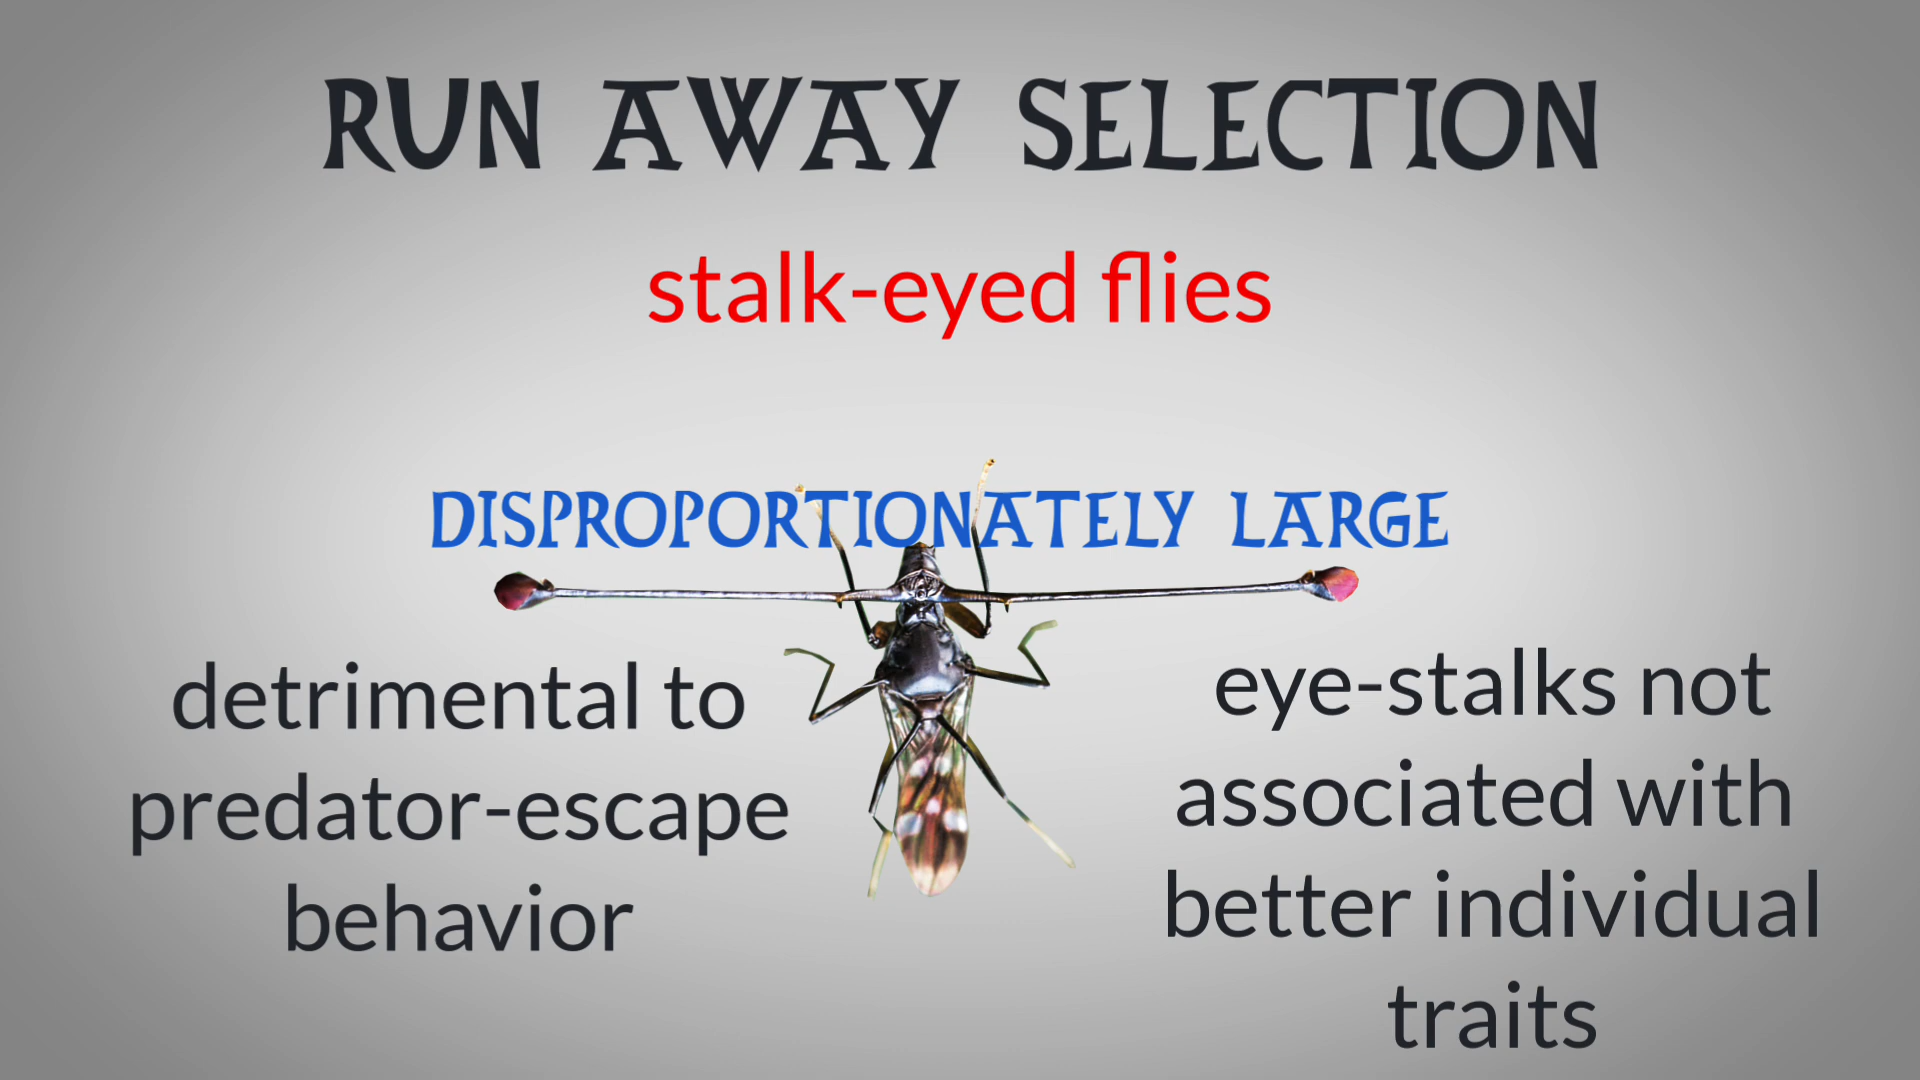 RUN AWAY SELECTION
stalk-eyed flies
DISPROPORTIONATELY LARGE
detrimental to
predator-escape
behavior
eye-stalks not
associated with
better individual
traits